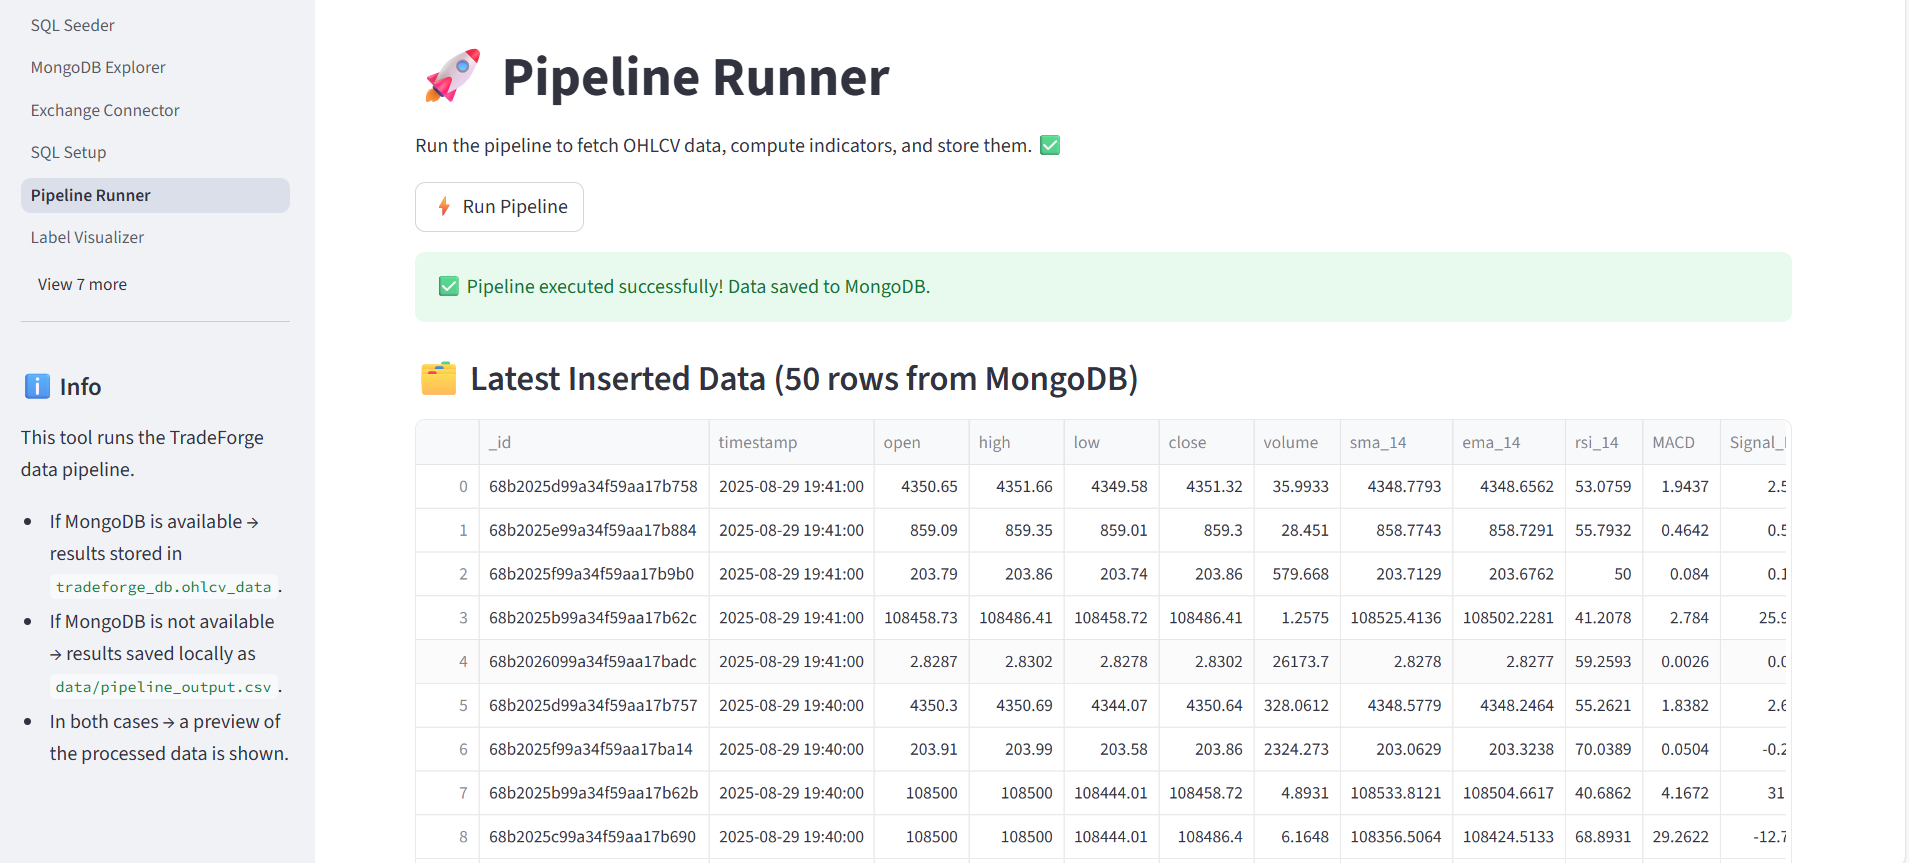 SQL Seeder
MongoDB Explorer
Exchange Connector
SQL Setup
Pipeline Runner
Label Visualizer
View 7 more
Info
This tool runs the TradeForge
data pipeline.
If MongoDB is available →
results stored in
tradeforge_db.ohlcv_data .
If MongoDB is not available
→ results saved locally as
data/pipeline_output.csv .
In both cases → a preview of
the processed data is shown.
Pipeline Runner
Run the pipeline to fetch OHLCV data, compute indicators, and store them.
Run Pipeline
Pipeline executed successfully! Data saved to MongoDB.
Latest Inserted Data (50 rows from MongoDB)
_id timestamp open high low close volume sma_14 ema_14 rsi_14 MACD Signal_
0 68b2025d99a34f59aa17b758 2025-08-29 19:41:00 4350.65 4351.66 4349.58 4351.32 35.9933 4348.7793 4348.6562 53.0759 1.9437 2.5
1 68b2025e99a34f59aa17b884 2025-08-29 19:41:00 859.09 859.35 859.01 859.3 28.451 858.7743 858.7291 55.7932 0.4642 0.5
2 68b2025f99a34f59aa17b9b0 2025-08-29 19:41:00 203.79 203.86 203.74 203.86 579.668 203.7129 203.6762 50 0.084 0.1
3 68b2025b99a34f59aa17b62c 2025-08-29 19:41:00 108458.73 108486.41 108458.72 108486.41 1.2575 108525.4136 108502.2281 41.2078 2.784 25.9
4 68b2026099a34f59aa17badc 2025-08-29 19:41:00 2.8287 2.8302 2.8278 2.8302 26173.7 2.8278 2.8277 59.2593 0.0026 0.0
5 68b2025d99a34f59aa17b757 2025-08-29 19:40:00 4350.3 4350.69 4344.07 4350.64 328.0612 4348.5779 4348.2464 55.2621 1.8382 2.6
6 68b2025f99a34f59aa17ba14 2025-08-29 19:40:00 203.91 203.99 203.58 203.86 2324.273 203.0629 203.3238 70.0389 0.0504 -0.2
7 68b2025b99a34f59aa17b62b 2025-08-29 19:40:00 108500 108500 108444.01 108458.72 4.8931 108533.8121 108504.6617 40.6862 4.1672 31
8 68b2025c99a34f59aa17b690 2025-08-29 19:40:00 108500 108500 108444.01 108486.4 6.1648 108356.5064 108424.5133 68.8931 29.2622 -12.7